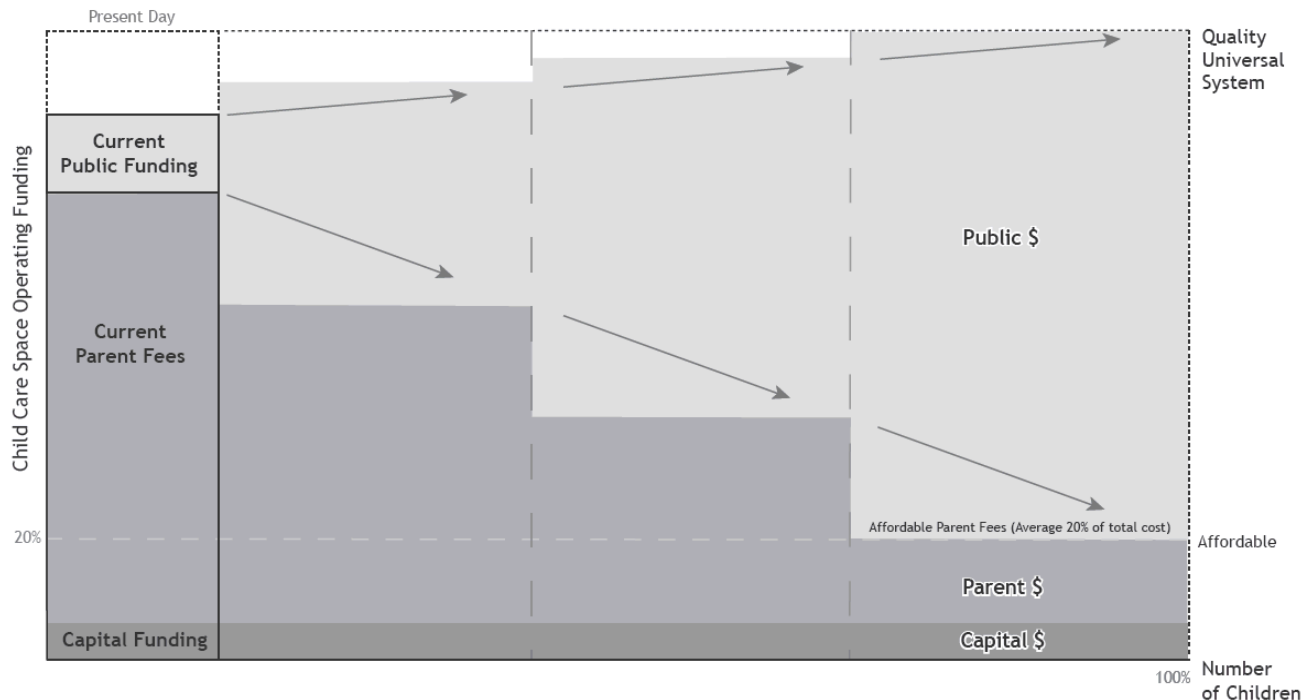 Present Day
Quality
Universal
System
Child Care Space Operating Funding
Current
Public Funding
Public $
Current
Parent Fees
20%
Affordable Parent Fees (Average 20% of total cost)
Affordable
Parent $
Capital Funding
Capital $
100%
Number
of Children